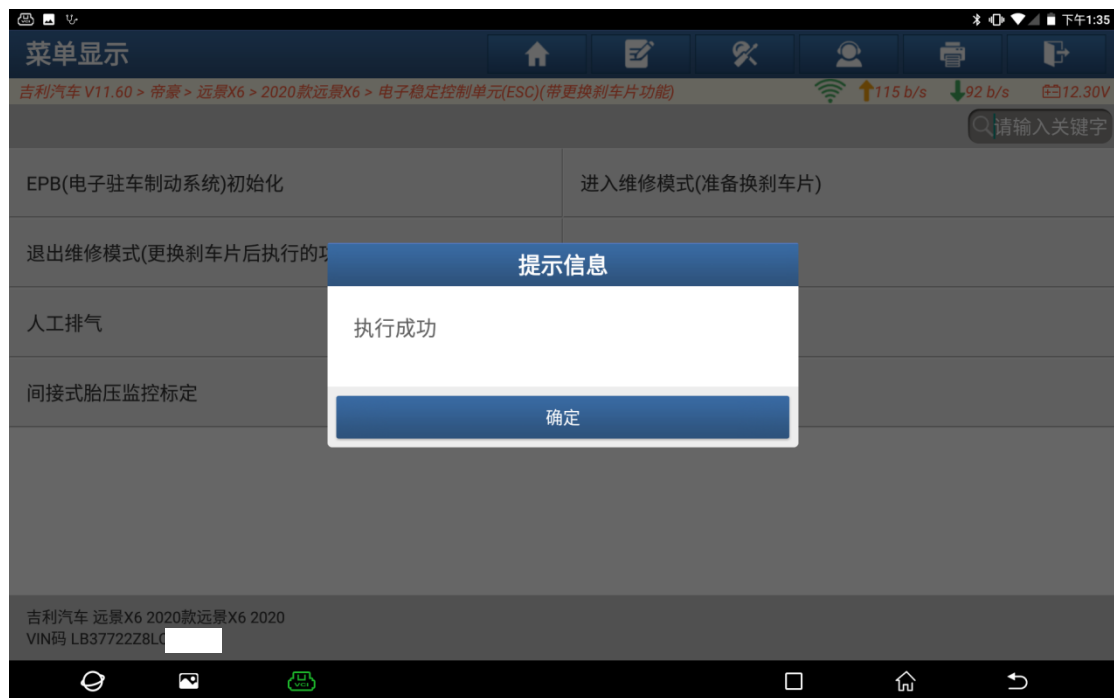 下午1:35
菜单显示
吉利汽车 V11.60 > 帝豪 > 远景X6 > 2020款远景X6 > 电子稳定控制单元(ESC)(带更换刹车片功能) 115 b/s 92 b/s 12.30V
请输入关键字
EPB(电子驻车制动系统)初始化 进入维修模式(准备换刹车片)
退出维修模式(更换刹车片后执行的
提示信息
人工排气
执行成功
间接式胎压监控标定
确定
吉利汽车 远景X6 2020款远景X6 2020
VIN码 LB37722Z8L
VCI